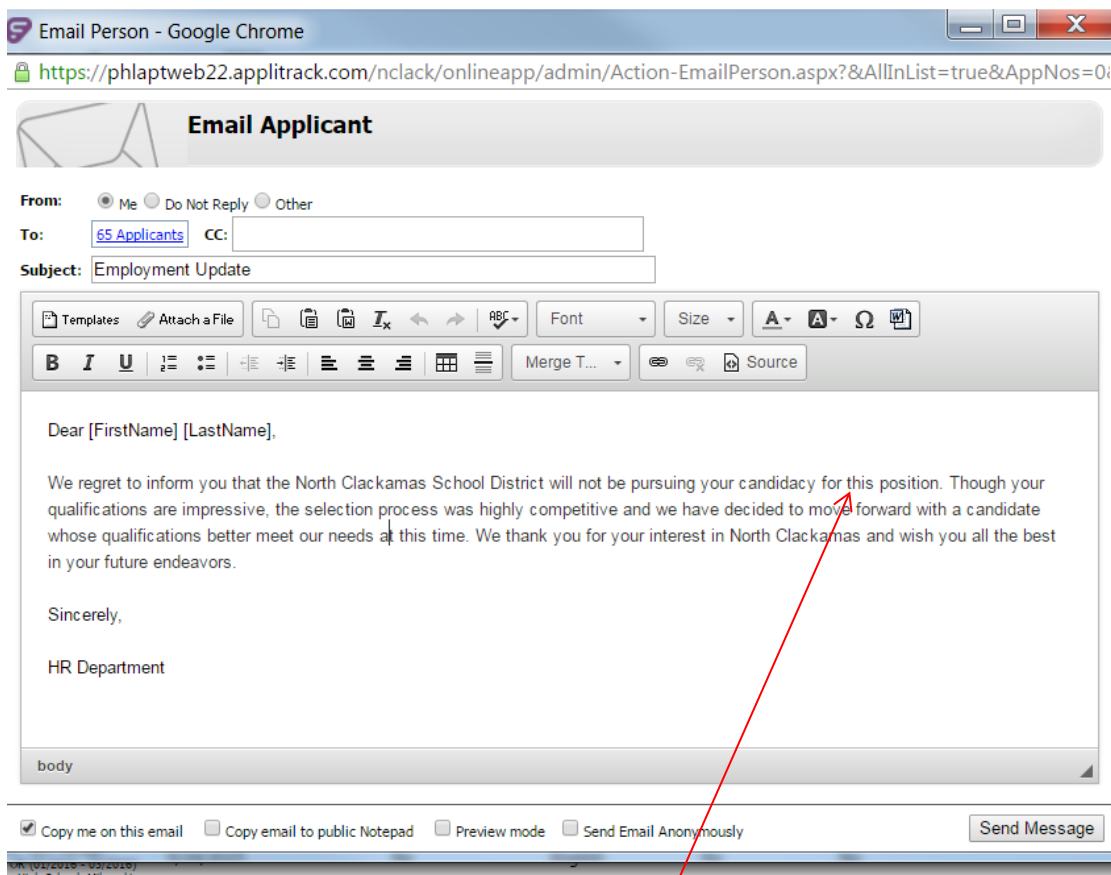 Email Person - Google Chrome
https://phlaptweb22.applitrack.com/nclack/onlineapp/admin/Action-EmailPerson.aspx?&AllInList=true&AppNos=0
Email Applicant
From: Me Do Not Reply Other
To: 65 Applicants CC:
Subject: Employment Update
Templates Attach a File ABC Font Size A A Ω W
B I U Merge T... Source
Dear [FirstName] [LastName],
We regret to inform you that the North Clackamas School District will not be pursuing your candidacy for this position. Though your
qualifications are impressive, the selection process was highly competitive and we have decided to move forward with a candidate
whose qualifications better meet our needs at this time. We thank you for your interest in North Clackamas and wish you all the best
in your future endeavors.
Sincerely,
HR Department
body
Copy me on this email Copy email to public Notepad Preview mode Send Email Anonymously Send Message